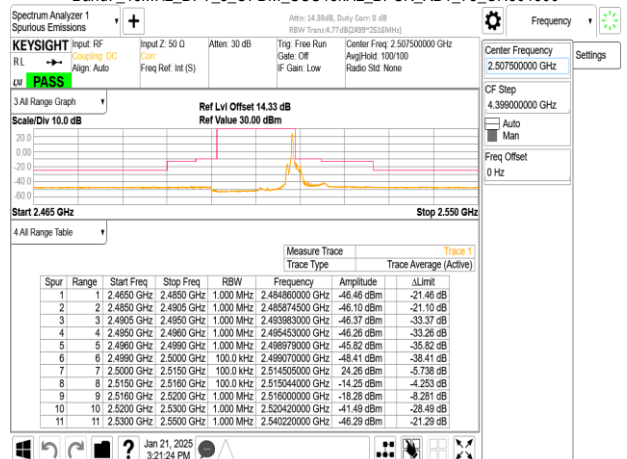 Spectrum Analyzer 1
Spurious Emissions
Attn: 14.33dB, Duty Corr: 0 dB
RBW Trans:4.77dB(2499~2516MHz)
Frequency
KEYSIGHT
Input: RF
Input Z: 50 Ω
Atten: 30 dB
Trig: Free Run
Center Freq: 2.507500000 GHz
RL
Coupling: DC
Corr
Gate: Off
Avg|Hold: 100/100
Align: Auto
Freq Ref: Int (S)
IF Gain: Low
Radio Std: None
LXI PASS
Center Frequency
2.507500000 GHz
Settings
CF Step
4.399000000 GHz
Auto
Man
Freq Offset
0 Hz
3 All Range Graph
Ref Lvl Offset 14.33 dB
Scale/Div 10.0 dB
Ref Value 30.00 dBm
20.0
0.00
-20.0
-40.0
-60.0
Start 2.465 GHz
Stop 2.550 GHz
4 All Range Table
Measure Trace Trace 1
Trace Type Trace Average (Active)
Spur Range Start Freq Stop Freq RBW Frequency Amplitude ΔLimit
1 1 2.4650 GHz 2.4850 GHz 1.000 MHz 2.484860000 GHz -46.46 dBm -21.46 dB
2 2 2.4850 GHz 2.4905 GHz 1.000 MHz 2.485874500 GHz -46.10 dBm -21.10 dB
3 3 2.4905 GHz 2.4950 GHz 1.000 MHz 2.493983000 GHz -46.37 dBm -33.37 dB
4 4 2.4950 GHz 2.4960 GHz 1.000 MHz 2.495453000 GHz -46.26 dBm -33.26 dB
5 5 2.4960 GHz 2.4990 GHz 1.000 MHz 2.498979000 GHz -45.82 dBm -35.82 dB
6 6 2.4990 GHz 2.5000 GHz 100.0 kHz 2.499070000 GHz -48.41 dBm -38.41 dB
7 7 2.5000 GHz 2.5150 GHz 100.0 kHz 2.514505000 GHz 24.26 dBm -5.738 dB
8 8 2.5150 GHz 2.5160 GHz 100.0 kHz 2.515044000 GHz -14.25 dBm -4.253 dB
9 9 2.5160 GHz 2.5200 GHz 1.000 MHz 2.516000000 GHz -18.28 dBm -8.281 dB
10 10 2.5200 GHz 2.5300 GHz 1.000 MHz 2.520420000 GHz -41.49 dBm -28.49 dB
11 11 2.5300 GHz 2.5500 GHz 1.000 MHz 2.540220000 GHz -46.29 dBm -21.29 dB
Jan 21, 2025
3:21:24 PM